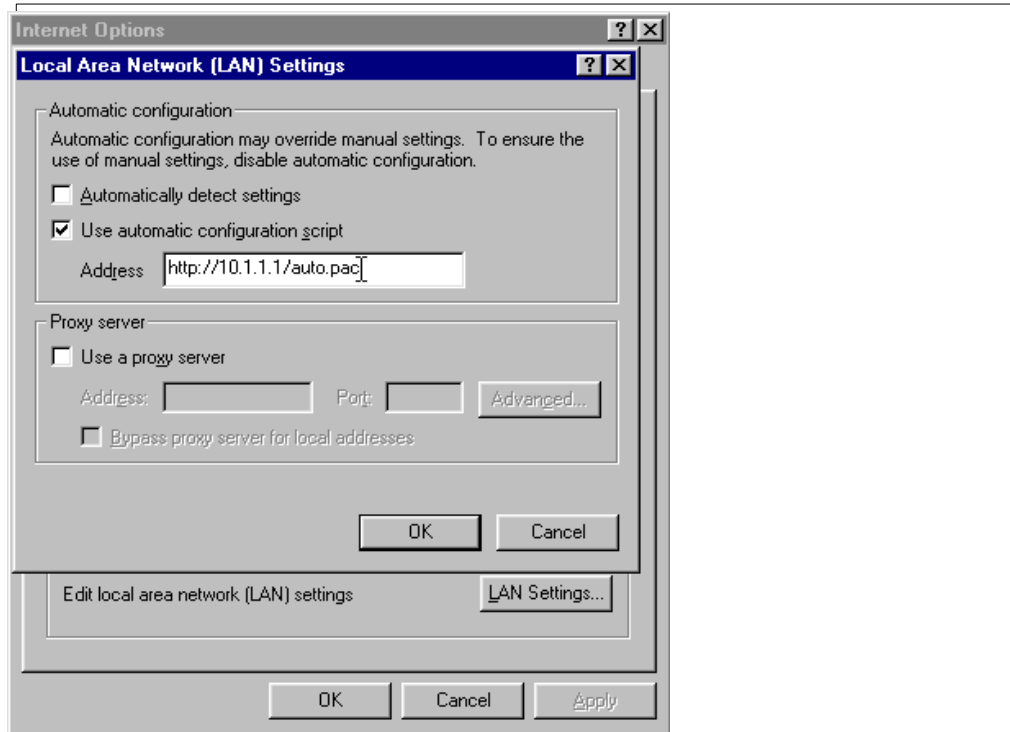 Internet Options
Local Area Network (LAN) Settings
Automatic configuration
Automatic configuration may override manual settings. To ensure the
use of manual settings, disable automatic configuration.
Automatically detect settings
Use automatic configuration script
Address http://10.1.1.1/auto.pac
Proxy server
Use a proxy server
Address: Port: Advanced...
Bypass proxy server for local addresses
OK Cancel
Edit local area network (LAN) settings LAN Settings...
OK Cancel Apply